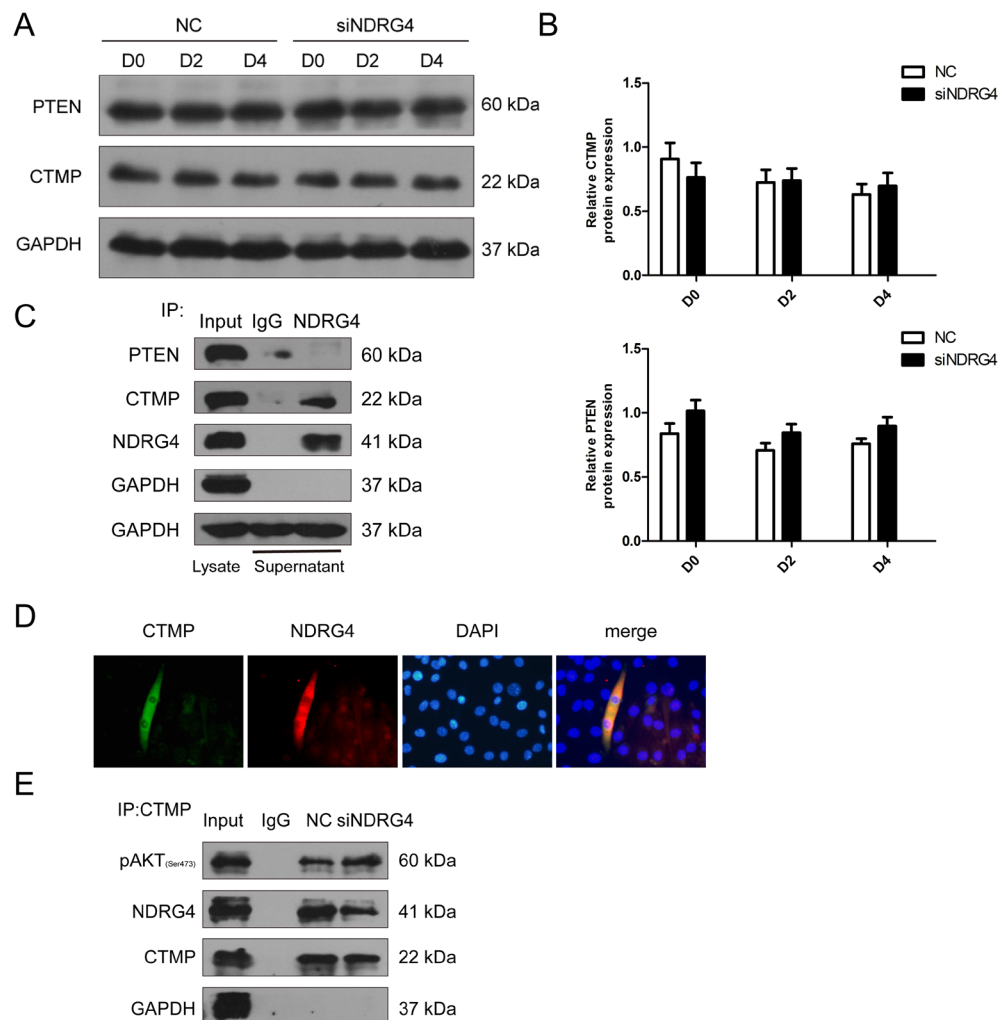 A
NC siNDRG4
D0 D2 D4 D0 D2 D4
PTEN 60 kDa
CTMP 22 kDa
GAPDH 37 kDa
B
NC
siNDRG4
Relative CTMP
protein expression
1.5
1.0
0.5
0.0
D0 D2 D4
NC
siNDRG4
Relative PTEN
protein expression
1.5
1.0
0.5
0.0
D0 D2 D4
C
IP: Input IgG NDRG4
PTEN 60 kDa
CTMP 22 kDa
NDRG4 41 kDa
GAPDH 37 kDa
GAPDH 37 kDa
Lysate Supernatant
D
CTMP NDRG4 DAPI merge
E
IP:CTMP Input IgG NC siNDRG4
pAKT(Ser473) 60 kDa
NDRG4 41 kDa
CTMP 22 kDa
GAPDH 37 kDa